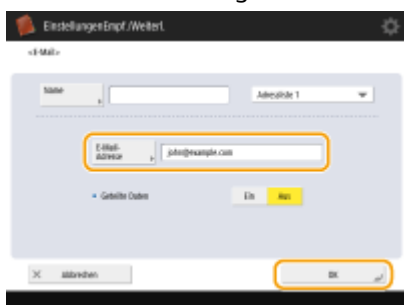 Einstellungen Empf./Weiterl.
<E-Mail>
Name
Adressliste 1
E-Mail-
Adresse
john@example.com
Geteilte Daten
Ein
Aus
Abbrechen
OK